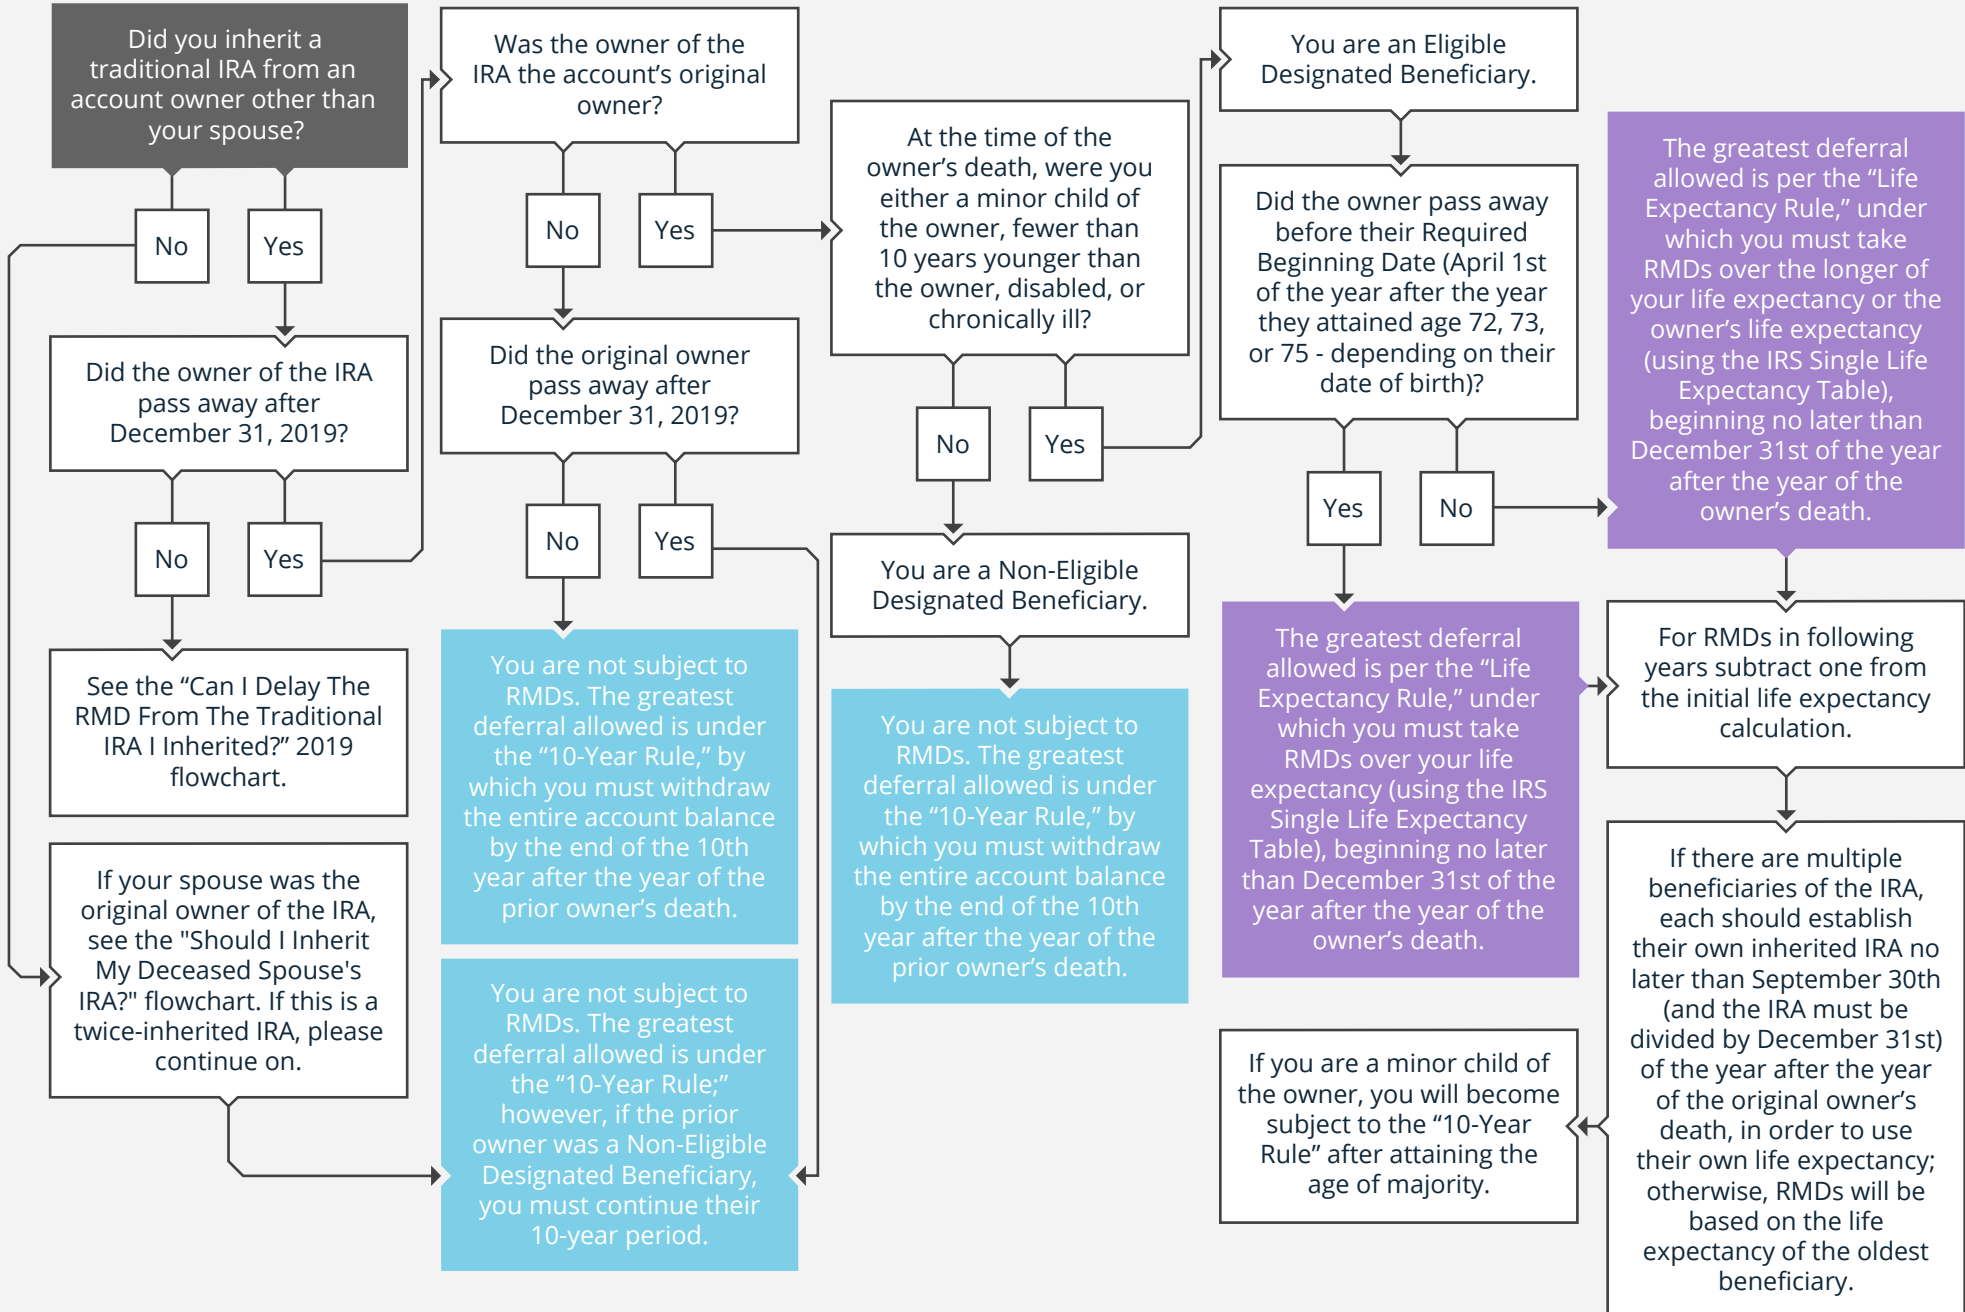 Did you inherit a
traditional IRA from an
account owner other than
your spouse?
No
Yes
Did the owner of the IRA
pass away after
December 31, 2019?
No
Yes
See the “Can I Delay The
RMD From The Traditional
IRA I Inherited?” 2019
flowchart.
If your spouse was the
original owner of the IRA,
see the "Should I Inherit
My Deceased Spouse's
IRA?" flowchart. If this is a
twice-inherited IRA, please
continue on.
Was the owner of the
IRA the account’s original
owner?
No
Yes
Did the original owner
pass away after
December 31, 2019?
No
Yes
You are not subject to
RMDs. The greatest
deferral allowed is under
the “10-Year Rule,” by
which you must withdraw
the entire account balance
by the end of the 10th
year after the year of the
prior owner’s death.
You are not subject to
RMDs. The greatest
deferral allowed is under
the “10-Year Rule;”
however, if the prior
owner was a Non-Eligible
Designated Beneficiary,
you must continue their
10-year period.
At the time of the
owner’s death, were you
either a minor child of
the owner, fewer than
10 years younger than
the owner, disabled, or
chronically ill?
No
Yes
You are a Non-Eligible
Designated Beneficiary.
You are not subject to
RMDs. The greatest
deferral allowed is under
the “10-Year Rule,” by
which you must withdraw
the entire account balance
by the end of the 10th
year after the year of the
prior owner’s death.
You are an Eligible
Designated Beneficiary.
Did the owner pass away
before their Required
Beginning Date (April 1st
of the year after the year
they attained age 72, 73,
or 75 - depending on their
date of birth)?
Yes
No
The greatest deferral
allowed is per the “Life
Expectancy Rule,” under
which you must take
RMDs over your life
expectancy (using the IRS
Single Life Expectancy
Table), beginning no later
than December 31st of the
year after the year of the
owner’s death.
The greatest deferral
allowed is per the “Life
Expectancy Rule,” under
which you must take
RMDs over the longer of
your life expectancy or the
owner’s life expectancy
(using the IRS Single Life
Expectancy Table),
beginning no later than
December 31st of the year
after the year of the
owner’s death.
For RMDs in following
years subtract one from
the initial life expectancy
calculation.
If there are multiple
beneficiaries of the IRA,
each should establish
their own inherited IRA no
later than September 30th
(and the IRA must be
divided by December 31st)
of the year after the year
of the original owner’s
death, in order to use
their own life expectancy;
otherwise, RMDs will be
based on the life
expectancy of the oldest
beneficiary.
If you are a minor child of
the owner, you will become
subject to the “10-Year
Rule” after attaining the
age of majority.